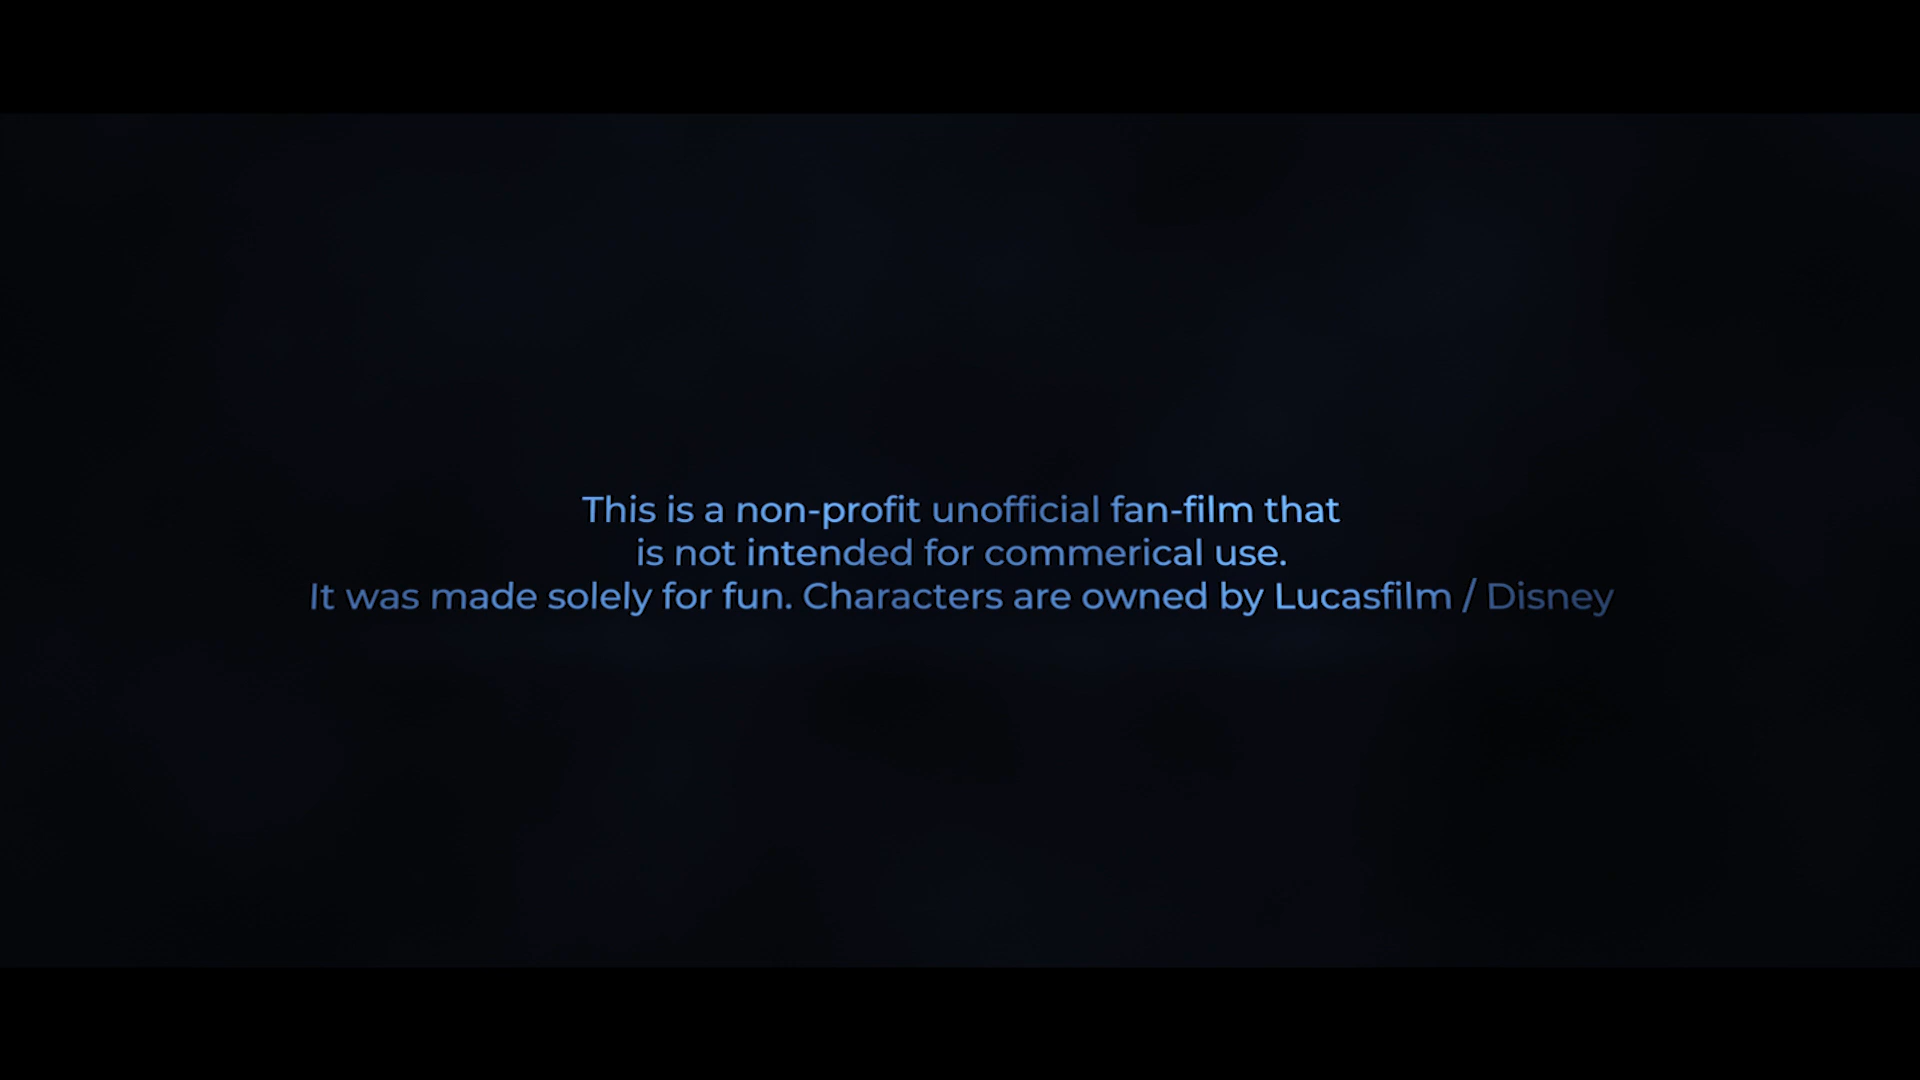 This is a non-profit unofficial fan-film that
is not intended for commerical use.
It was made solely for fun. Characters are owned by Lucasfilm / Disney